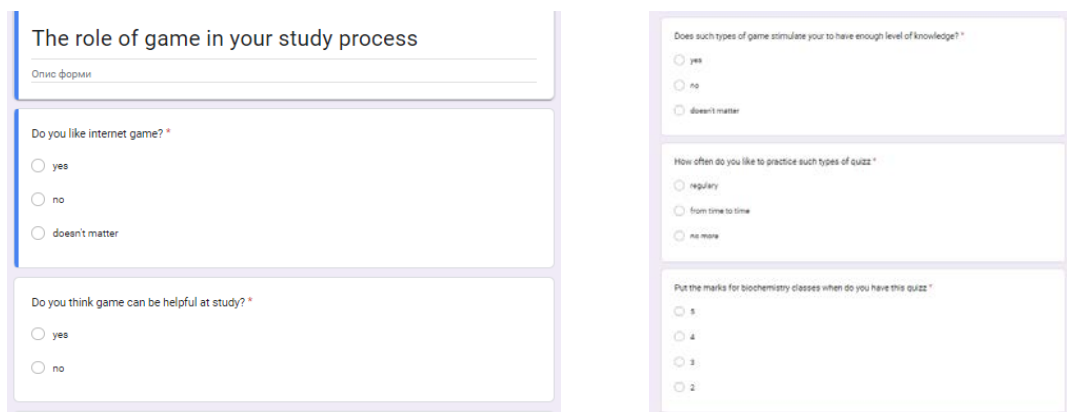 The role of game in your study process
Опис форми
Do you like internet game? *
yes
no
doesn't matter
Do you think game can be helpful at study? *
yes
no
Does such types of game stimulate your to have enough level of knowledge? *
yes
no
doesn't matter
How often do you like to practice such types of quizz *
regulary
from time to time
no more
Put the marks for biochemistry classes when do you have this quizz *
5
4
3
2